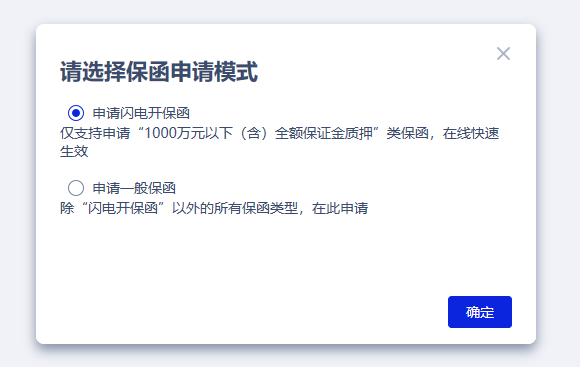 请选择保函申请模式
申请闪电开保函
仅支持申请“1000万元以下（含）全额保证金质押”类保函，在线快速
生效
申请一般保函
除“闪电开保函”以外的所有保函类型，在此申请
确定